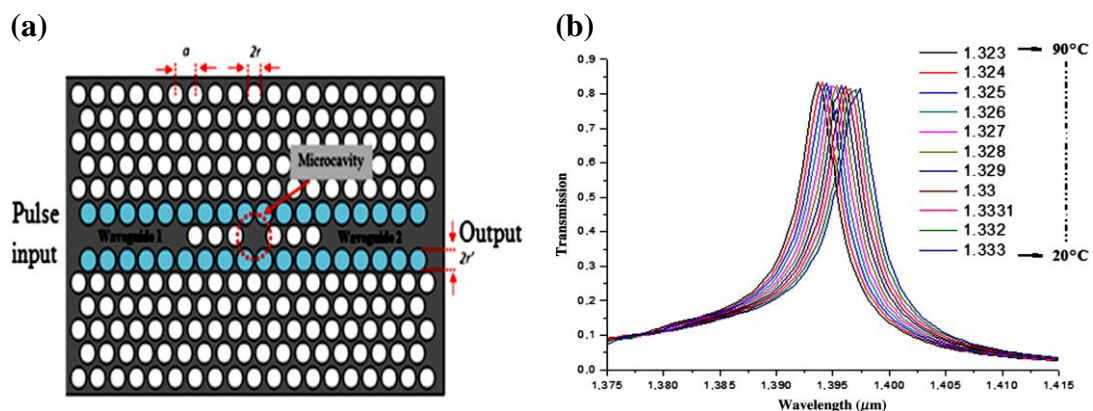 (a)
a
2r
Microcavity
Pulse
input
Waveguide 1
Waveguide 2
Output
2r'
(b)
0.9
0.8
0.7
0.6
0.5
0.4
0.3
0.2
0.1
0.0
Transmission
1,375
1,380
1,385
1,390
1,395
1,400
1,405
1,410
1,415
Wavelength (μm)
1.323
1.324
1.325
1.326
1.327
1.328
1.329
1.33
1.3331
1.332
1.333
90°C
20°C